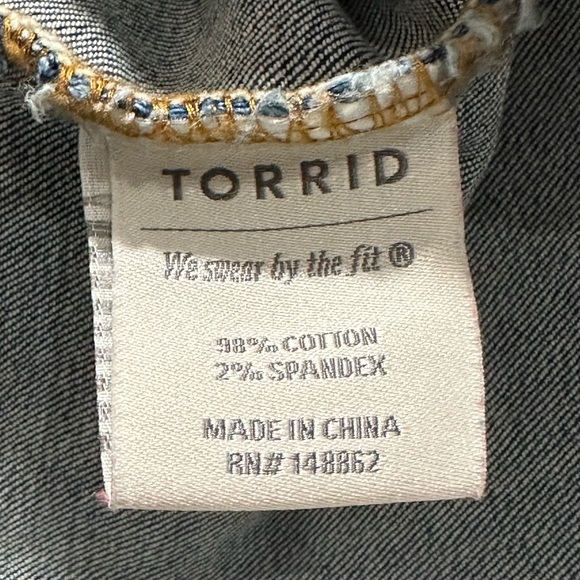 TORRID
We swear by the fit ®
98% COTTON
2% SPANDEX
MADE IN CHINA
RN# 148862